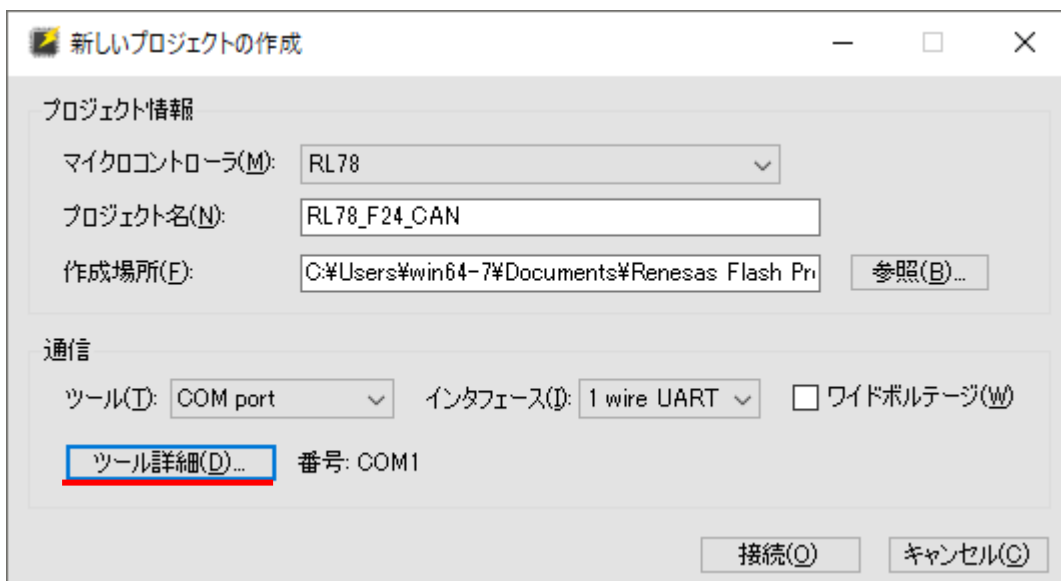 新しいプロジェクトの作成
プロジェクト情報
マイクロコントローラ(M): RL78
プロジェクト名(N): RL78_F24_CAN
作成場所(F): C:¥Users¥win64-7¥Documents¥Renesas Flash Pr 参照(B)...
通信
ツール(T): COM port インタフェース(I): 1 wire UART ワイドボルテージ(W)
ツール詳細(D)... 番号: COM1
接続(O) キャンセル(C)